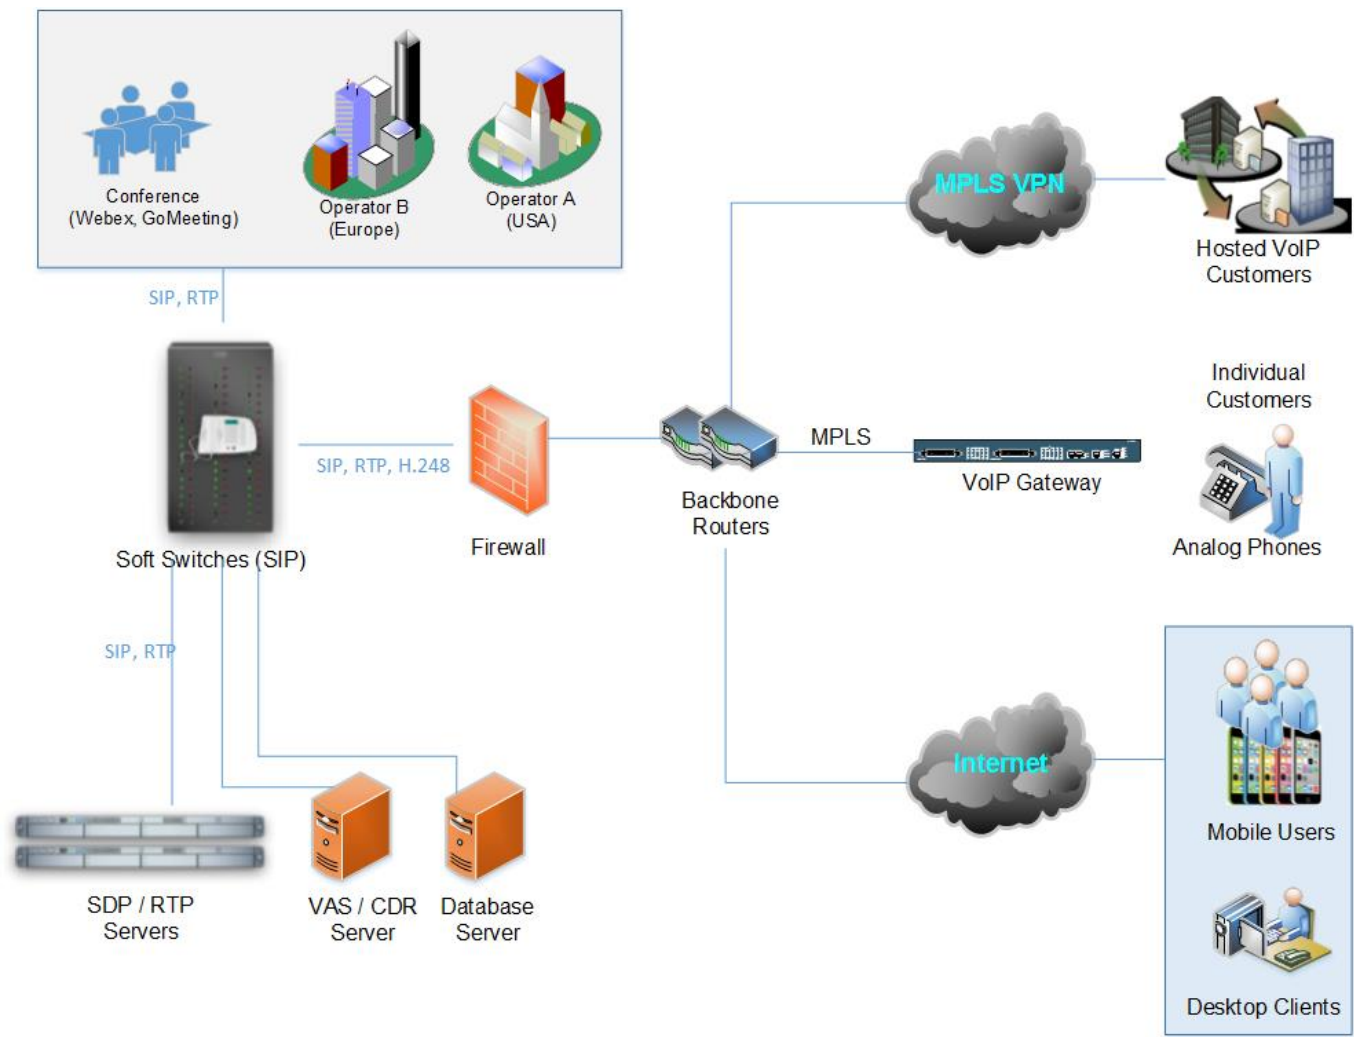 Conference
(Webex, GoMeeting)
Operator B
(Europe)
Operator A
(USA)
MPLS VPN
Hosted VoIP
Customers
SIP, RTP
Individual
Customers
SIP, RTP, H.248
MPLS
VoIP Gateway
Backbone
Routers
Firewall
Analog Phones
Soft Switches (SIP)
SIP, RTP
Internet
Mobile Users
SDP / RTP
Servers
VAS / CDR
Server
Database
Server
Desktop Clients